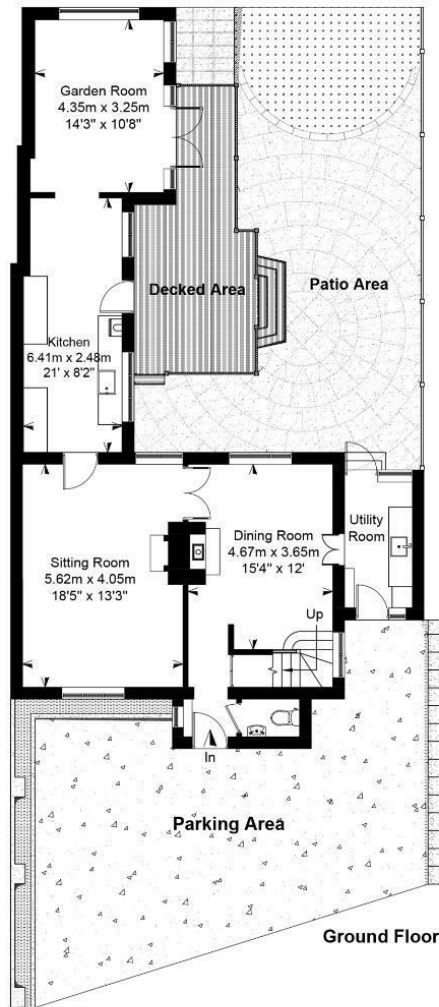 Garden Room
4.35m x 3.25m
14'3" x 10'8"
Decked Area
Patio Area
Kitchen
6.41m x 2.48m
21' x 8'2"
Utility
Room
Dining Room
4.67m x 3.65m
15'4" x 12'
Sitting Room
5.62m x 4.05m
18'5" x 13'3"
Up
In
Parking Area
Ground Floor